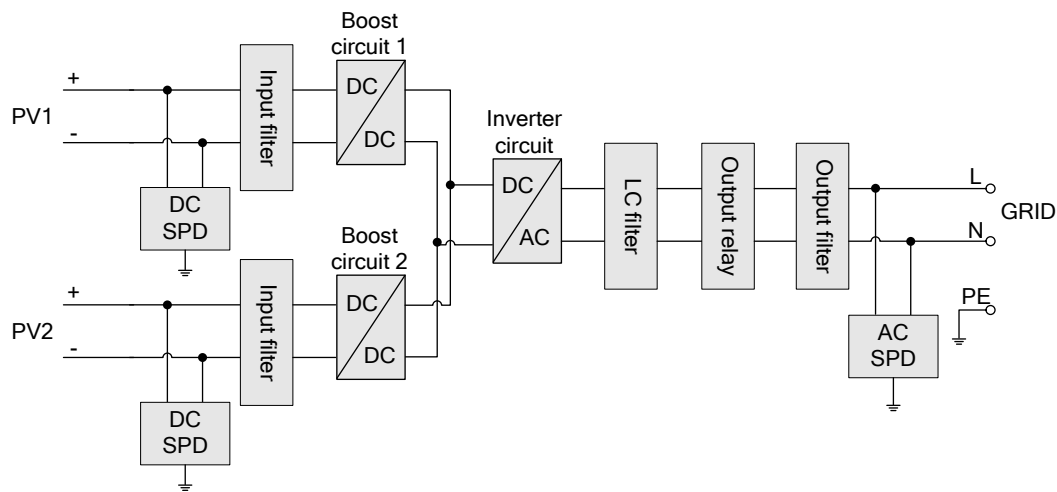 PV1
+
-
DC
SPD
Input filter
Boost
circuit 1
DC
DC
PV2
+
-
DC
SPD
Input filter
Boost
circuit 2
DC
DC
Inverter
circuit
DC
AC
LC filter
Output relay
Output filter
L
N
GRID
PE
AC
SPD